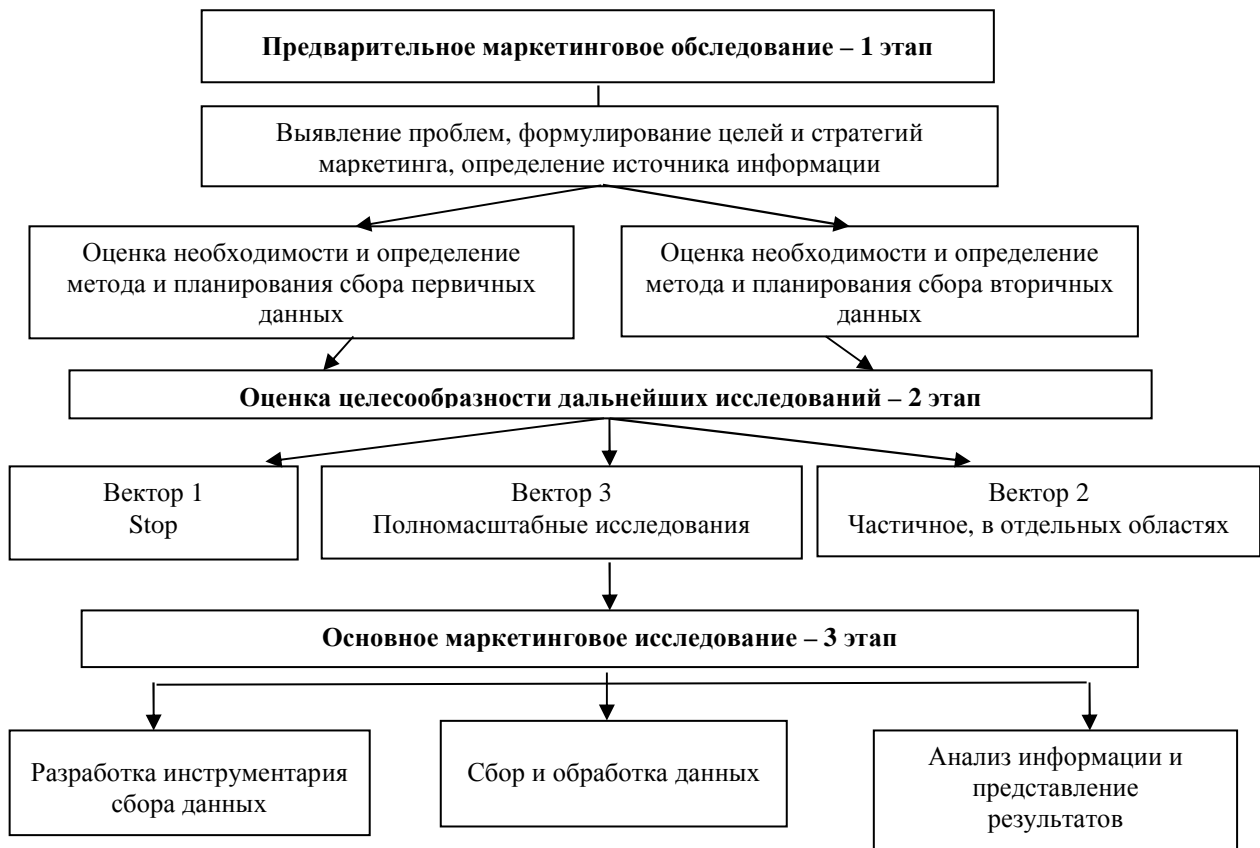 Предварительное маркетинговое обследование – 1 этап
Выявление проблем, формулирование целей и стратегий
маркетинга, определение источника информации
Оценка необходимости и определение
метода и планирования сбора первичных
данных
Оценка необходимости и определение
метода и планирования сбора вторичных
данных
Оценка целесообразности дальнейших исследований – 2 этап
Вектор 1
Stop
Вектор 3
Полномасштабные исследования
Вектор 2
Частичное, в отдельных областях
Основное маркетинговое исследование – 3 этап
Разработка инструментария
сбора данных
Сбор и обработка данных
Анализ информации и
представление
результатов